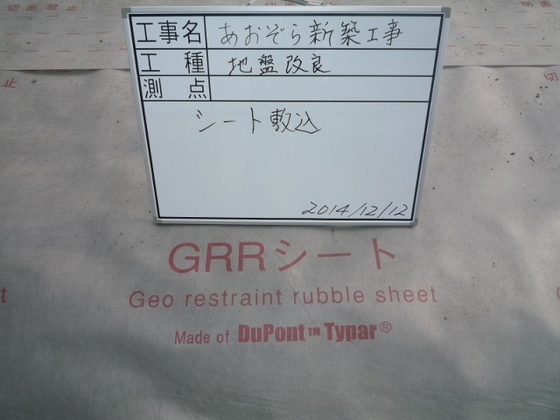 工事名 あおぞら新築工事
工種 地盤改良
測点
シート敷込
2014/12/12
GRRシート
Geo restraint rubble sheet
Made of DuPont™ Typar®